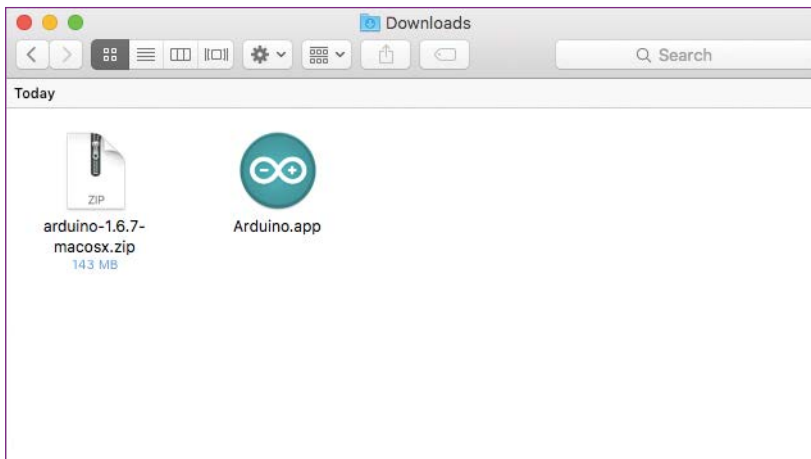 Downloads
Search
Today
ZIP
arduino-1.6.7-
macosx.zip
143 MB
Arduino.app